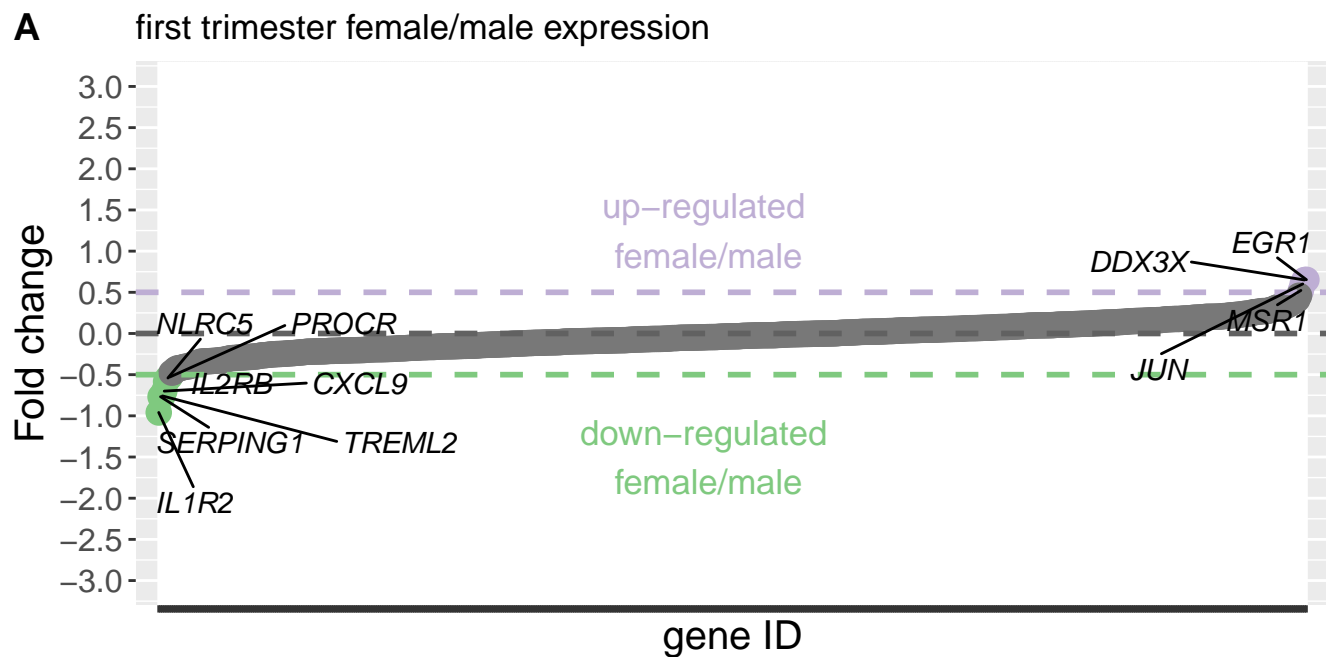 A first trimester female/male expression
3.0
2.5
2.0
1.5
1.0
0.5
0.0
−0.5
−1.0
−1.5
−2.0
−2.5
−3.0
Fold change
up−regulated
female/male
EGR1
DDX3X
NLRC5 PROCR
MSR1
JUN
IL2RB CXCL9
SERPING1 TREML2
down−regulated
female/male
IL1R2
gene ID